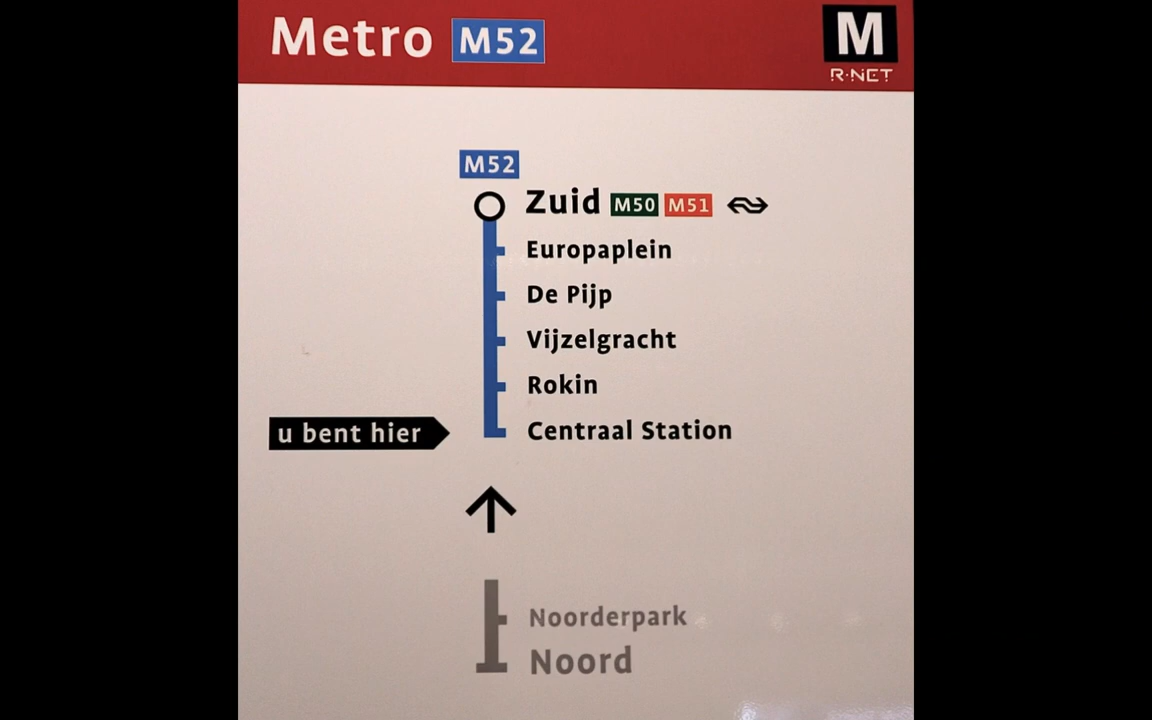 Metro M52
M
R·NET
M52
Zuid M50 M51
Europaplein
De Pijp
Vijzelgracht
Rokin
u bent hier Centraal Station
Noorderpark
Noord